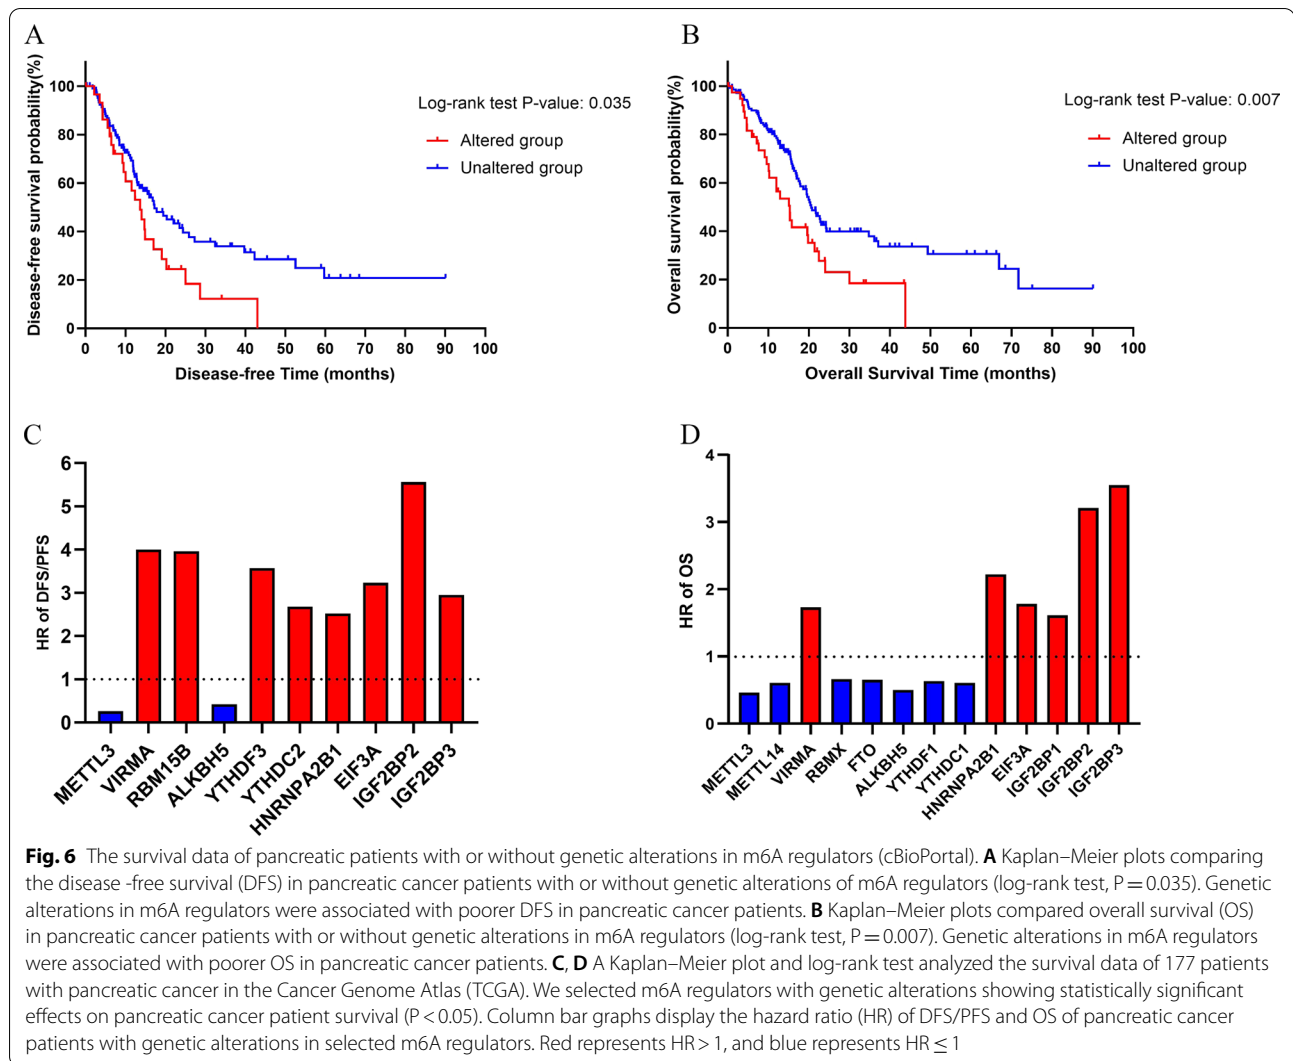 A
Disease-free survival probability(%)
100
80
60
40
20
0
0 10 20 30 40 50 60 70 80 90 100
Disease-free Time (months)
Log-rank test P-value: 0.035
Altered group
Unaltered group
B
Overall survival probability(%)
100
80
60
40
20
0
0 10 20 30 40 50 60 70 80 90 100
Overall Survival Time (months)
Log-rank test P-value: 0.007
Altered group
Unaltered group
C
HR of DFS/PFS
6
5
4
3
2
1
0
METTL3
VIRMA
RBM15B
ALKBH5
YTHDF3
YTHDC2
HNRNPA2B1
EIF3A
IGF2BP2
IGF2BP3
D
HR of OS
4
3
2
1
0
METTL3
METTL14
VIRMA
RBMX
FTO
ALKBH5
YTHDF1
YTHDC1
HNRNPA2B1
EIF3A
IGF2BP1
IGF2BP2
IGF2BP3
Fig. 6 The survival data of pancreatic patients with or without genetic alterations in m6A regulators (cBioPortal). A Kaplan–Meier plots comparing
the disease -free survival (DFS) in pancreatic cancer patients with or without genetic alterations of m6A regulators (log-rank test, P = 0.035). Genetic
alterations in m6A regulators were associated with poorer DFS in pancreatic cancer patients. B Kaplan–Meier plots compared overall survival (OS)
in pancreatic cancer patients with or without genetic alterations in m6A regulators (log-rank test, P = 0.007). Genetic alterations in m6A regulators
were associated with poorer OS in pancreatic cancer patients. C, D A Kaplan–Meier plot and log-rank test analyzed the survival data of 177 patients
with pancreatic cancer in the Cancer Genome Atlas (TCGA). We selected m6A regulators with genetic alterations showing statistically significant
effects on pancreatic cancer patient survival (P < 0.05). Column bar graphs display the hazard ratio (HR) of DFS/PFS and OS of pancreatic cancer
patients with genetic alterations in selected m6A regulators. Red represents HR > 1, and blue represents HR ≤ 1